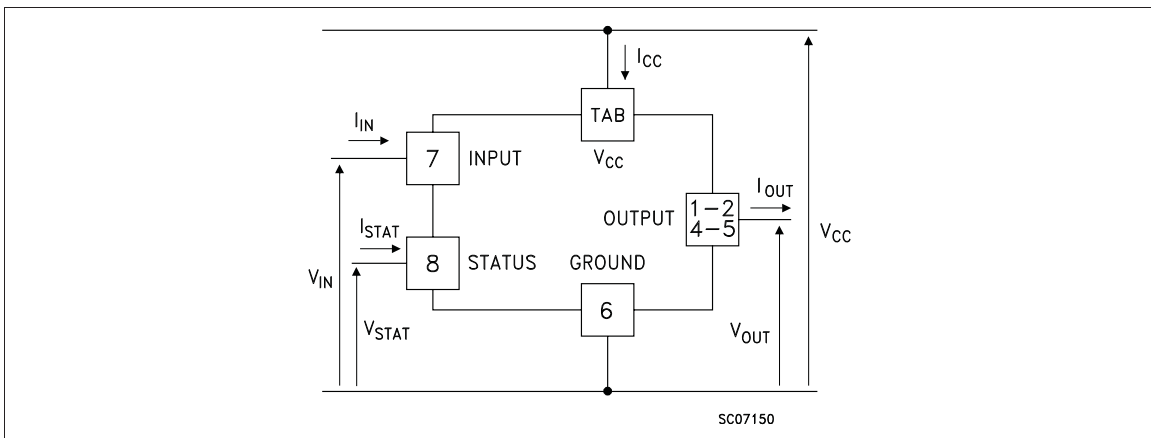 I_CC
TAB
V_CC
I_IN
7 INPUT
I_OUT
OUTPUT
1-2
4-5
V_CC
I_STAT
8 STATUS
GROUND
6
V_IN
V_STAT
V_OUT
SC07150